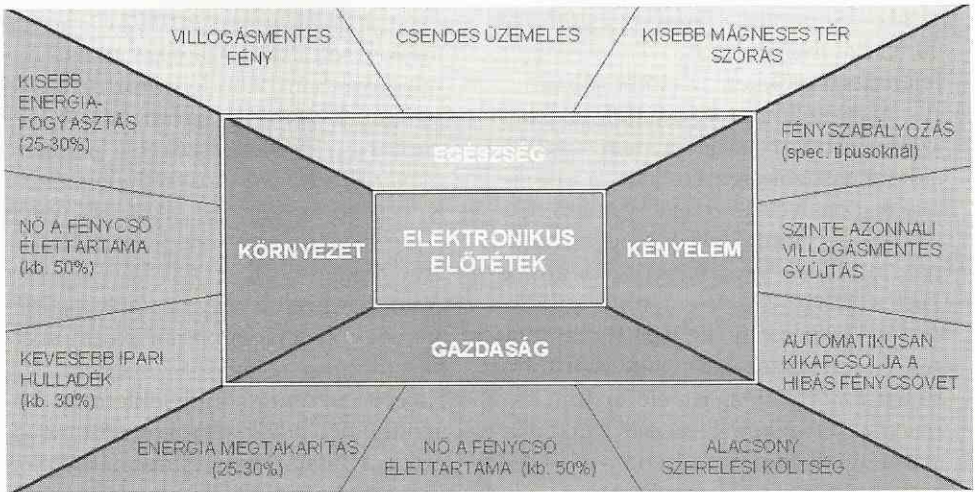 VILLOGÁSMENTES
FÉNY
CSENDES ÜZEMELÉS
KISEBB MÁGNESES TÉR
SZÓRÁS
KISEBB
ENERGIA-
FOGYASZTÁS
(25-30%)
NŐ A FÉNYCSŐ
ÉLETTARTAMA
(kb. 50%)
KEVESEBB IPARI
HULLADÉK
(kb. 30%)
EGÉSZSÉG
KÖRNYEZET
ELEKTRONIKUS
ELŐTÉTEK
KÉNYELEM
GAZDASÁG
FÉNYSZABÁLYOZÁS
(spec. tipusoknál)
SZINTE AZONNALI
VILLOGÁSMENTES
GYÚJTÁS
AUTOMATIKUSAN
KIKAPCSOLJA A
HIBÁS FÉNYCSÖVET
ENERGIA MEGTAKARITÁS
(25-30%)
NŐ A FÉNYCSŐ
ÉLETTARTAMA (kb. 50%)
ALACSONY
SZERELÉSI KÖLTSÉG